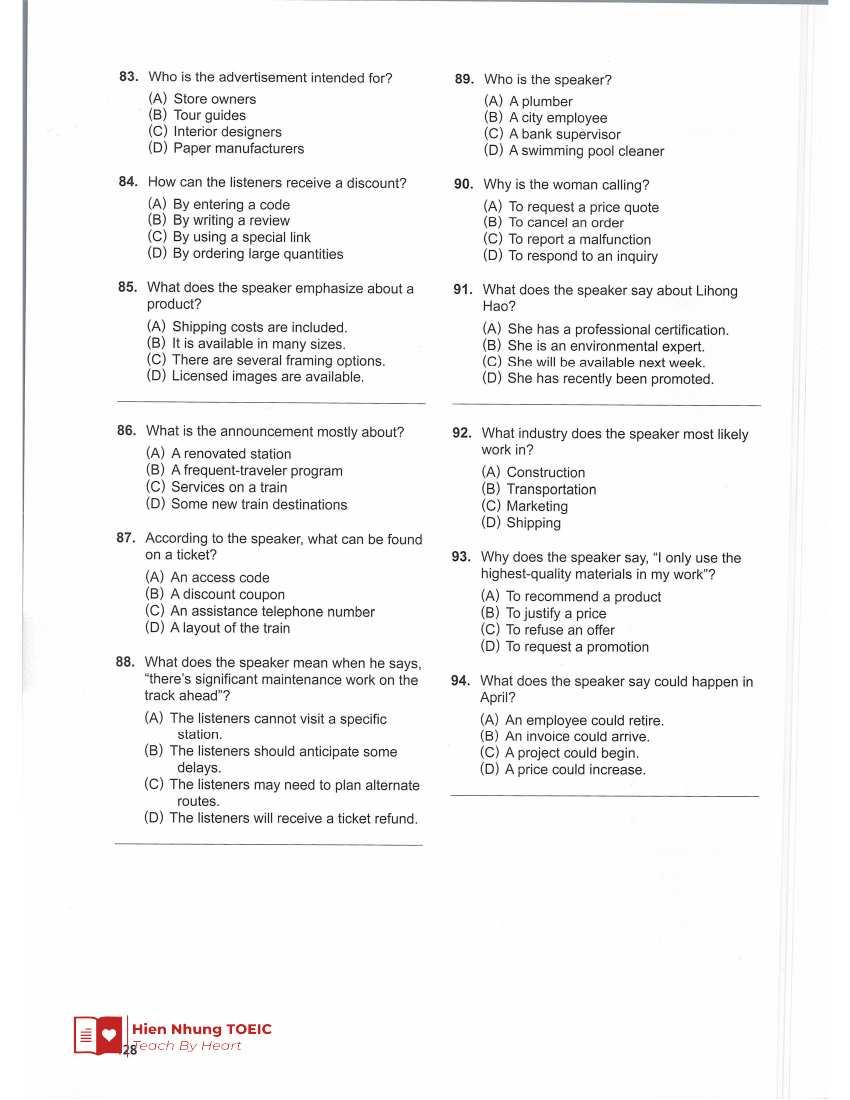 83. Who is the advertisement intended for?
(A) Store owners
(B) Tour guides
(C) Interior designers
(D) Paper manufacturers
84. How can the listeners receive a discount?
(A) By entering a code
(B) By writing a review
(C) By using a special link
(D) By ordering large quantities
85. What does the speaker emphasize about a
product?
(A) Shipping costs are included.
(B) It is available in many sizes.
(C) There are several framing options.
(D) Licensed images are available.
86. What is the announcement mostly about?
(A) A renovated station
(B) A frequent-traveler program
(C) Services on a train
(D) Some new train destinations
87. According to the speaker, what can be found
on a ticket?
(A) An access code
(B) A discount coupon
(C) An assistance telephone number
(D) A layout of the train
88. What does the speaker mean when he says,
"there's significant maintenance work on the
track ahead"?
(A) The listeners cannot visit a specific
station.
(B) The listeners should anticipate some
delays.
(C) The listeners may need to plan alternate
routes.
(D) The listeners will receive a ticket refund.
89. Who is the speaker?
(A) A plumber
(B) A city employee
(C) A bank supervisor
(D) A swimming pool cleaner
90. Why is the woman calling?
(A) To request a price quote
(B) To cancel an order
(C) To report a malfunction
(D) To respond to an inquiry
91. What does the speaker say about Lihong
Hao?
(A) She has a professional certification.
(B) She is an environmental expert.
(C) She will be available next week.
(D) She has recently been promoted.
92. What industry does the speaker most likely
work in?
(A) Construction
(B) Transportation
(C) Marketing
(D) Shipping
93. Why does the speaker say, "I only use the
highest-quality materials in my work"?
(A) To recommend a product
(B) To justify a price
(C) To refuse an offer
(D) To request a promotion
94. What does the speaker say could happen in
April?
(A) An employee could retire.
(B) An invoice could arrive.
(C) A project could begin.
(D) A price could increase.
Hien Nhung TOEIC
Teach By Heart
28